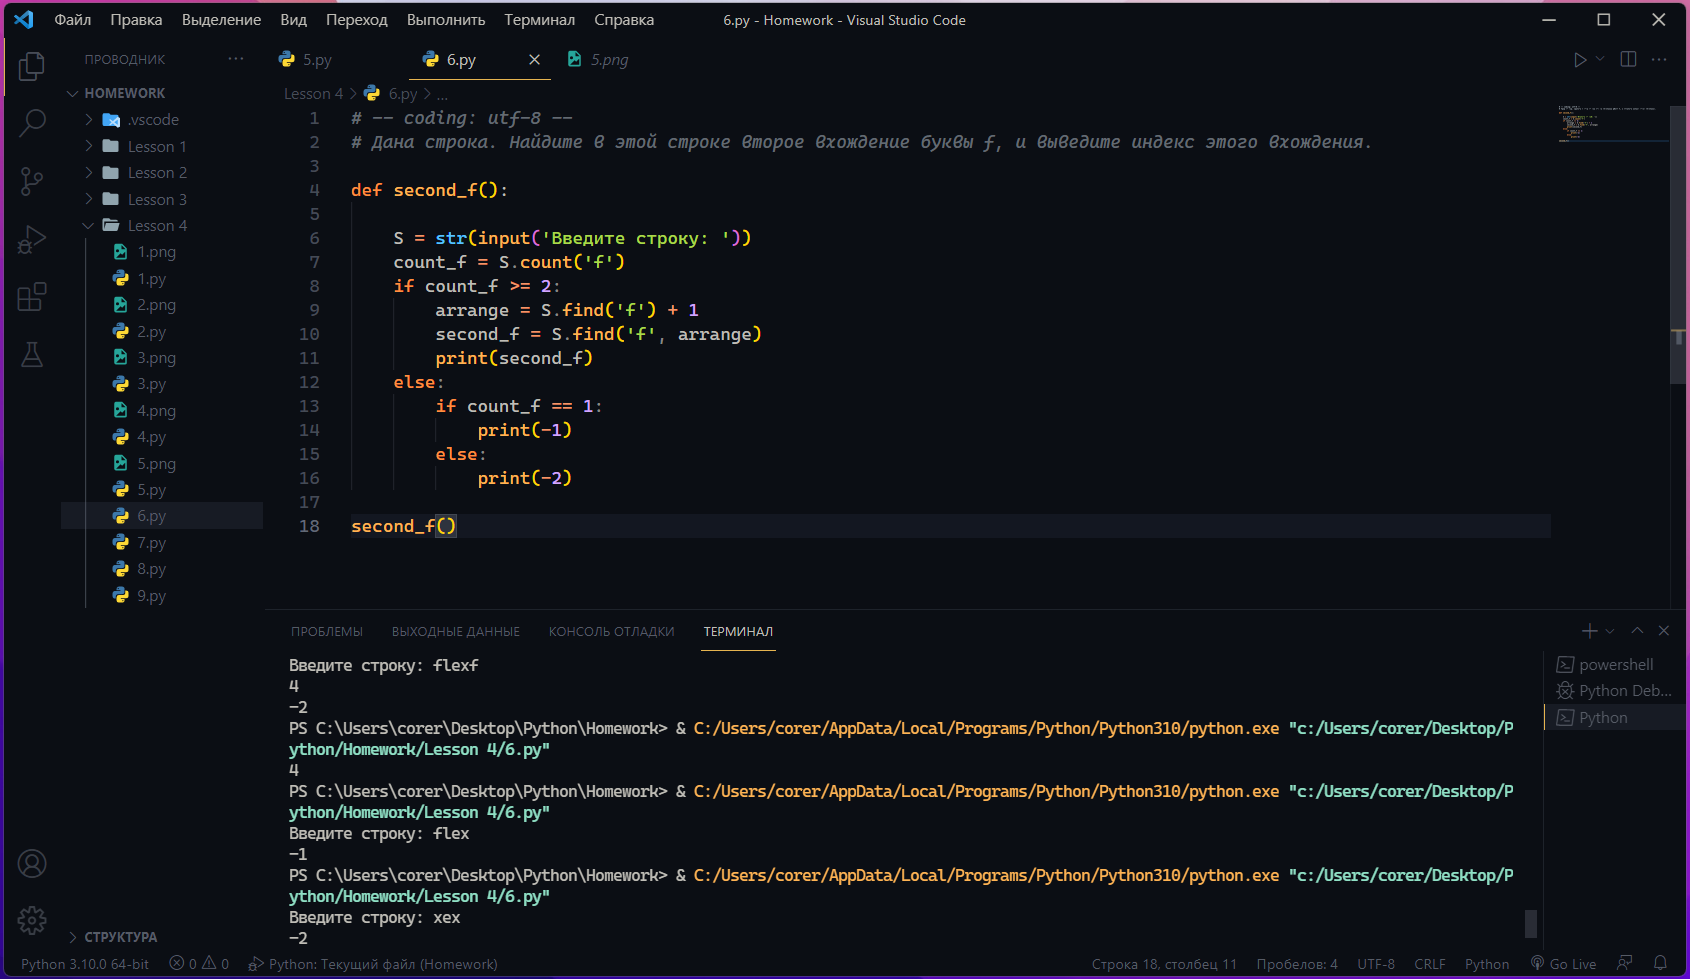 Файл Правка Выделение Вид Переход Выполнить Терминал Справка 6.py - Homework - Visual Studio Code
ПРОВОДНИК ···
HOMEWORK
.vscode
Lesson 1
Lesson 2
Lesson 3
Lesson 4
1.png
1.py
2.png
2.py
3.png
3.py
4.png
4.py
5.png
5.py
6.py
7.py
8.py
9.py
СТРУКТУРА
5.py 6.py 5.png
Lesson 4 > 6.py > ...
1 # -- coding: utf-8 --
2 # Дана строка. Найдите в этой строке второе вхождение буквы f, и выведите индекс этого вхождения.
3
4 def second_f():
5
6 S = str(input('Введите строку: '))
7 count_f = S.count('f')
8 if count_f >= 2:
9 arrange = S.find('f') + 1
10 second_f = S.find('f', arrange)
11 print(second_f)
12 else:
13 if count_f == 1:
14 print(-1)
15 else:
16 print(-2)
17
18 second_f()
ПРОБЛЕМЫ ВЫХОДНЫЕ ДАННЫЕ КОНСОЛЬ ОТЛАДКИ ТЕРМИНАЛ
Введите строку: flexf
4
-2
PS C:\Users\corer\Desktop\Python\Homework> & C:/Users/corer/AppData/Local/Programs/Python/Python310/python.exe "c:/Users/corer/Desktop/P
ython/Homework/Lesson 4/6.py"
4
PS C:\Users\corer\Desktop\Python\Homework> & C:/Users/corer/AppData/Local/Programs/Python/Python310/python.exe "c:/Users/corer/Desktop/P
ython/Homework/Lesson 4/6.py"
Введите строку: flex
-1
PS C:\Users\corer\Desktop\Python\Homework> & C:/Users/corer/AppData/Local/Programs/Python/Python310/python.exe "c:/Users/corer/Desktop/P
ython/Homework/Lesson 4/6.py"
Введите строку: xex
-2
powershell
Python Deb...
Python
Python 3.10.0 64-bit 0 0 Python: Текущий файл (Homework) Строка 18, столбец 11 Пробелов: 4 UTF-8 CRLF Python Go Live